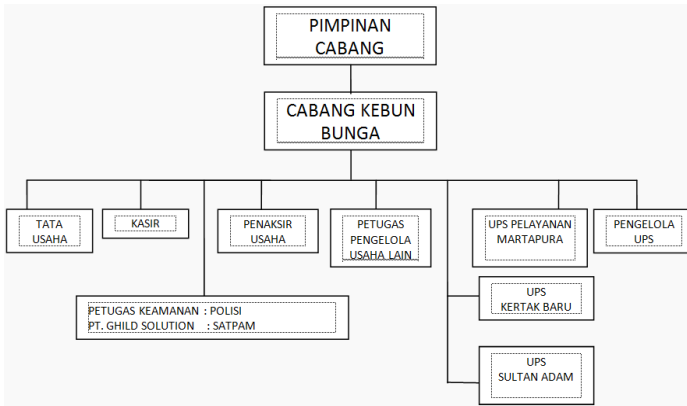 PIMPINAN
CABANG
CABANG KEBUN
BUNGA
TATA
USAHA
KASIR
PENAKSIR
USAHA
PETUGAS
PENGELOLA
USAHA LAIN
UPS PELAYANAN
MARTAPURA
PENGELOLA
UPS
PETUGAS KEAMANAN : POLISI
PT. GHILD SOLUTION : SATPAM
UPS
KERTAK BARU
UPS
SULTAN ADAM